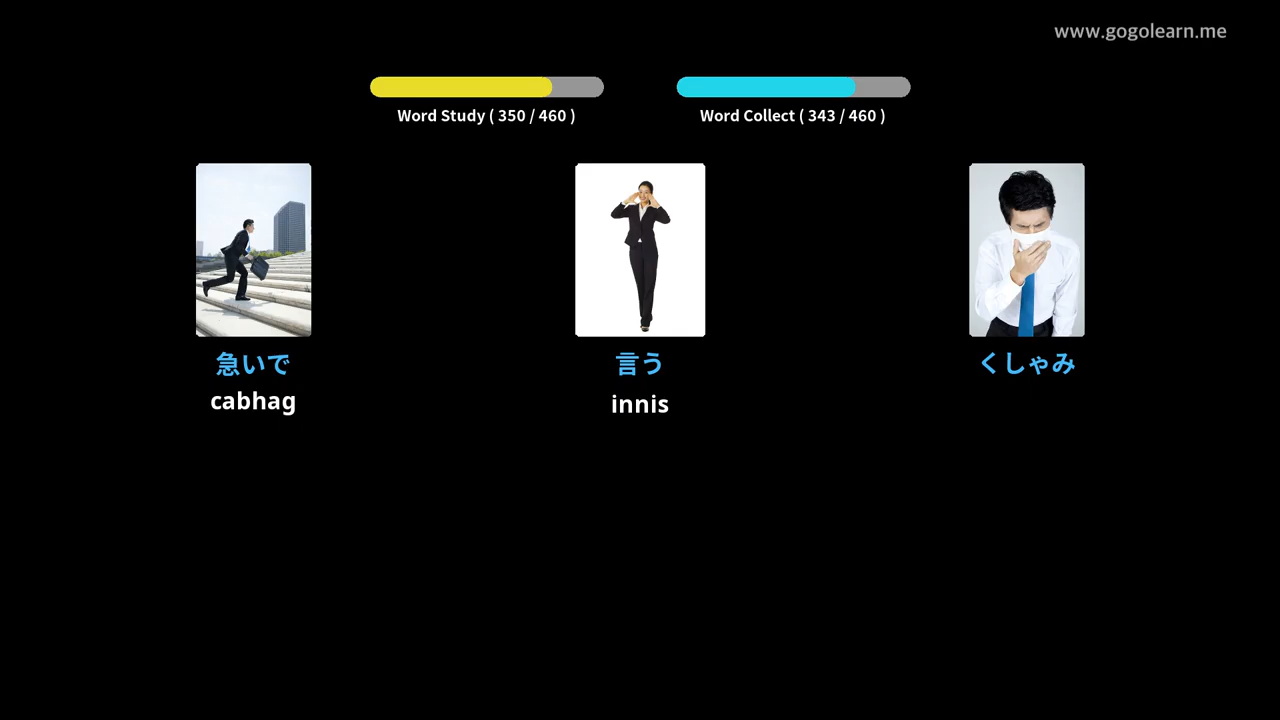 www.gogolearn.me
Word Study ( 350 / 460 )
Word Collect ( 343 / 460 )
急いで
言う
くしゃみ
cabhag
innis